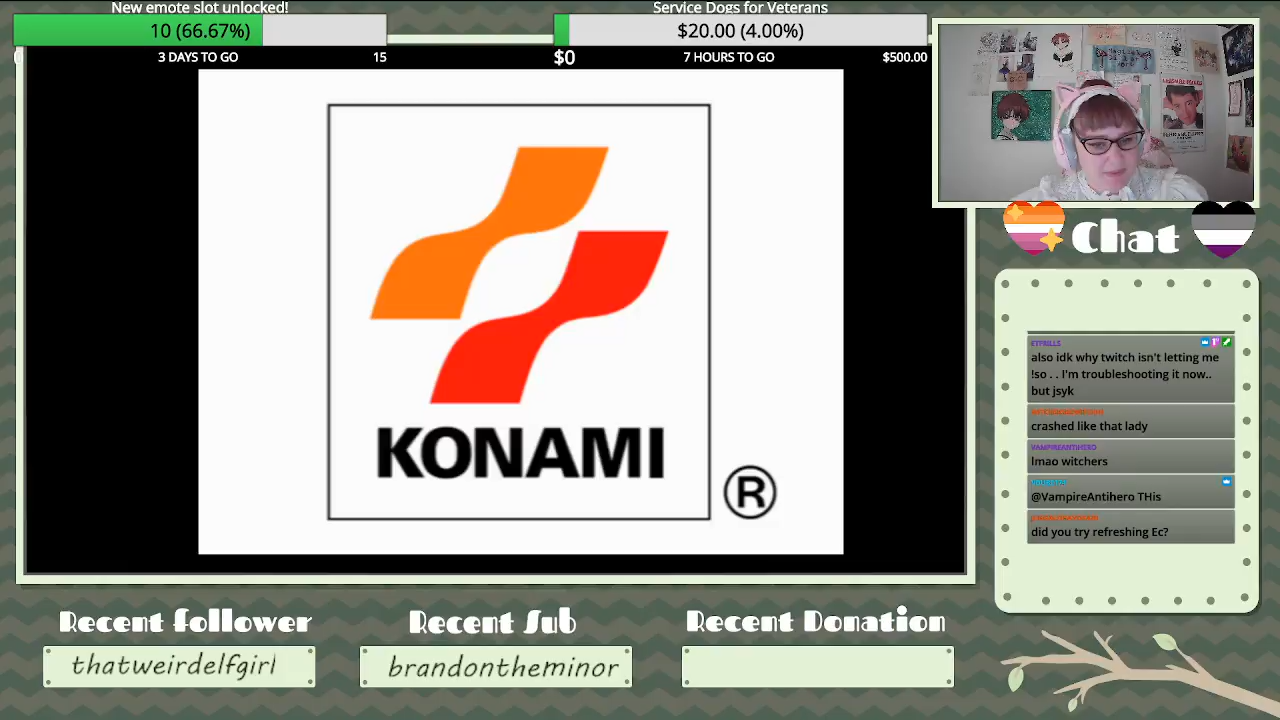 New emote slot unlocked!
10 (66.67%)
0
3 DAYS TO GO
15
Service Dogs for Veterans
$20.00 (4.00%)
$0
7 HOURS TO GO
$500.00
KONAMI
®
Chat
also idk why twitch isn't letting me
!so . . I'm troubleshooting it now..
but jsyk
crashed like that lady
VAMPIREANTIHERO
lmao witchers
@VampireAntihero THis
did you try refreshing Ec?
Recent Follower
thatweirdelfgirl
Recent Sub
brandontheminor
Recent Donation